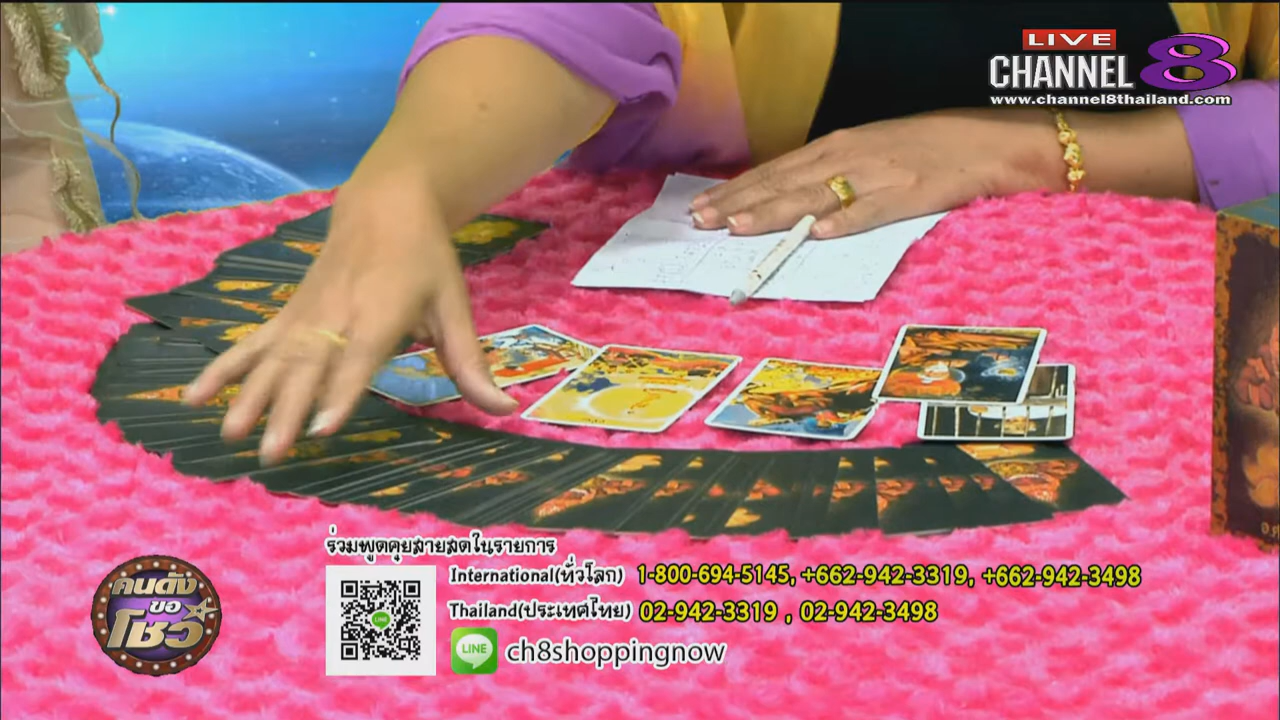 LIVE
CHANNEL 8
www.channel8thailand.com
ร่วมพูดคุยสายสดในรายการ
International(ทั่วโลก) 1-800-694-5145, +662-942-3319, +662-942-3498
Thailand(ประเทศไทย) 02-942-3319 , 02-942-3498
LINE
LINE ch8shoppingnow
คนดัง
ขอ
โชว์